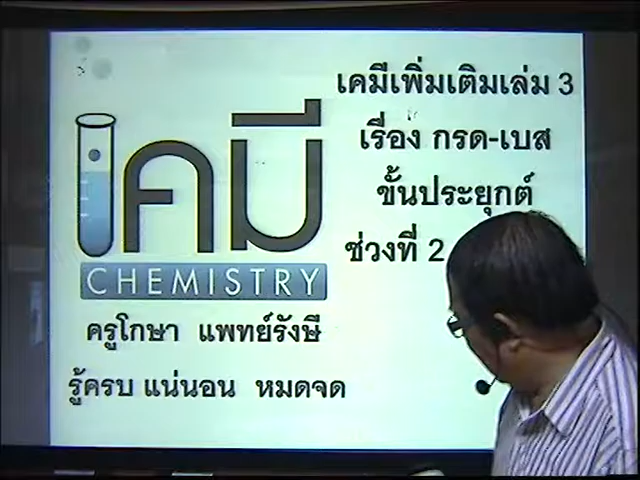 เคมี
CHEMISTRY
ครูโกษา แพทย์รังษี
รู้ครบ แน่นอน หมดจด
เคมีเพิ่มเติมเล่ม 3
เรื่อง กรด-เบส
ขั้นประยุกต์
ช่วงที่ 2